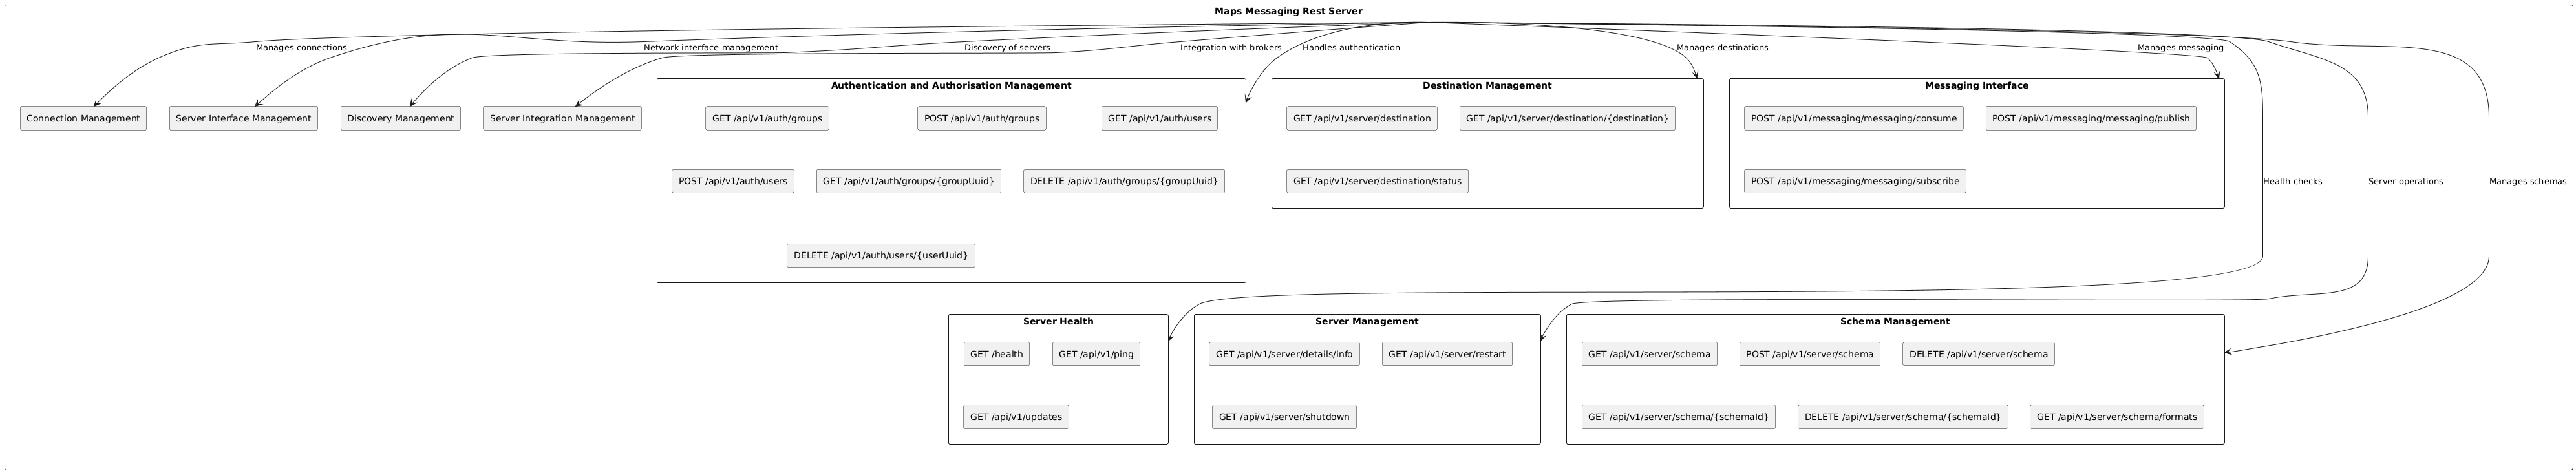 Maps Messaging Rest Server
Manages connections
Network interface management
Discovery of servers
Integration with brokers
Handles authentication
Manages destinations
Manages messaging
Connection Management
Server Interface Management
Discovery Management
Server Integration Management
Authentication and Authorisation Management
GET /api/v1/auth/groups
POST /api/v1/auth/groups
GET /api/v1/auth/users
POST /api/v1/auth/users
GET /api/v1/auth/groups/{groupUuid}
DELETE /api/v1/auth/groups/{groupUuid}
DELETE /api/v1/auth/users/{userUuid}
Destination Management
GET /api/v1/server/destination
GET /api/v1/server/destination/{destination}
GET /api/v1/server/destination/status
Messaging Interface
POST /api/v1/messaging/messaging/consume
POST /api/v1/messaging/messaging/publish
POST /api/v1/messaging/messaging/subscribe
Health checks
Server operations
Manages schemas
Server Health
GET /health
GET /api/v1/ping
GET /api/v1/updates
Server Management
GET /api/v1/server/details/info
GET /api/v1/server/restart
GET /api/v1/server/shutdown
Schema Management
GET /api/v1/server/schema
POST /api/v1/server/schema
DELETE /api/v1/server/schema
GET /api/v1/server/schema/{schemaId}
DELETE /api/v1/server/schema/{schemaId}
GET /api/v1/server/schema/formats